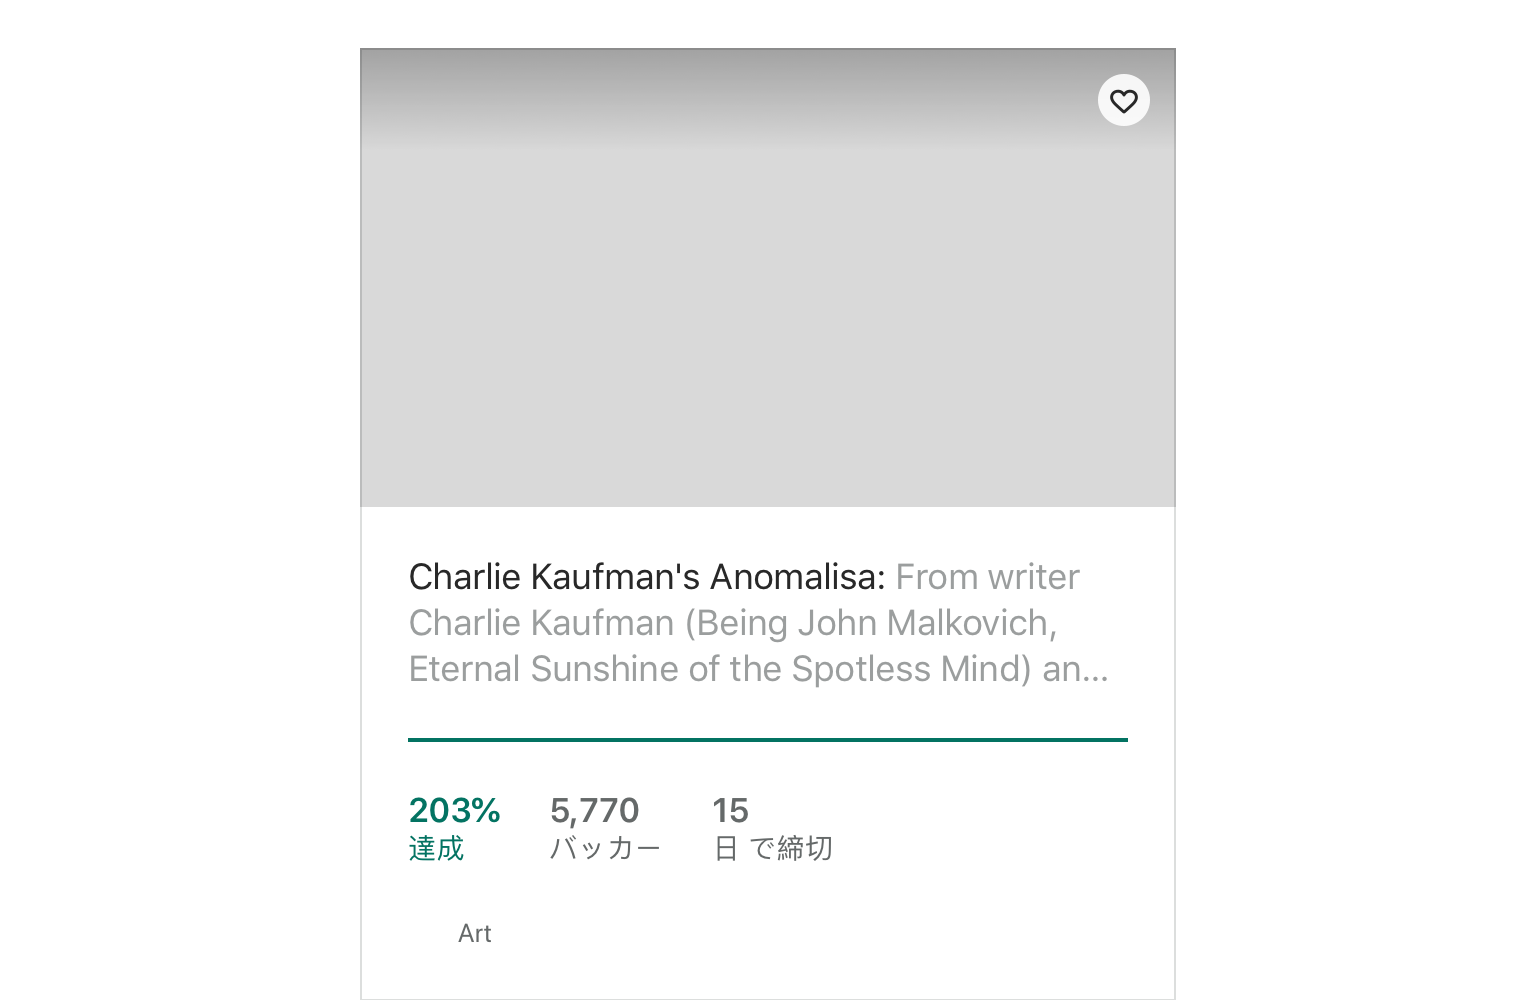 Charlie Kaufman's Anomalisa: From writer
Charlie Kaufman (Being John Malkovich,
Eternal Sunshine of the Spotless Mind) an…
203% 5,770 15
達成 バッカー 日 で締切
Art